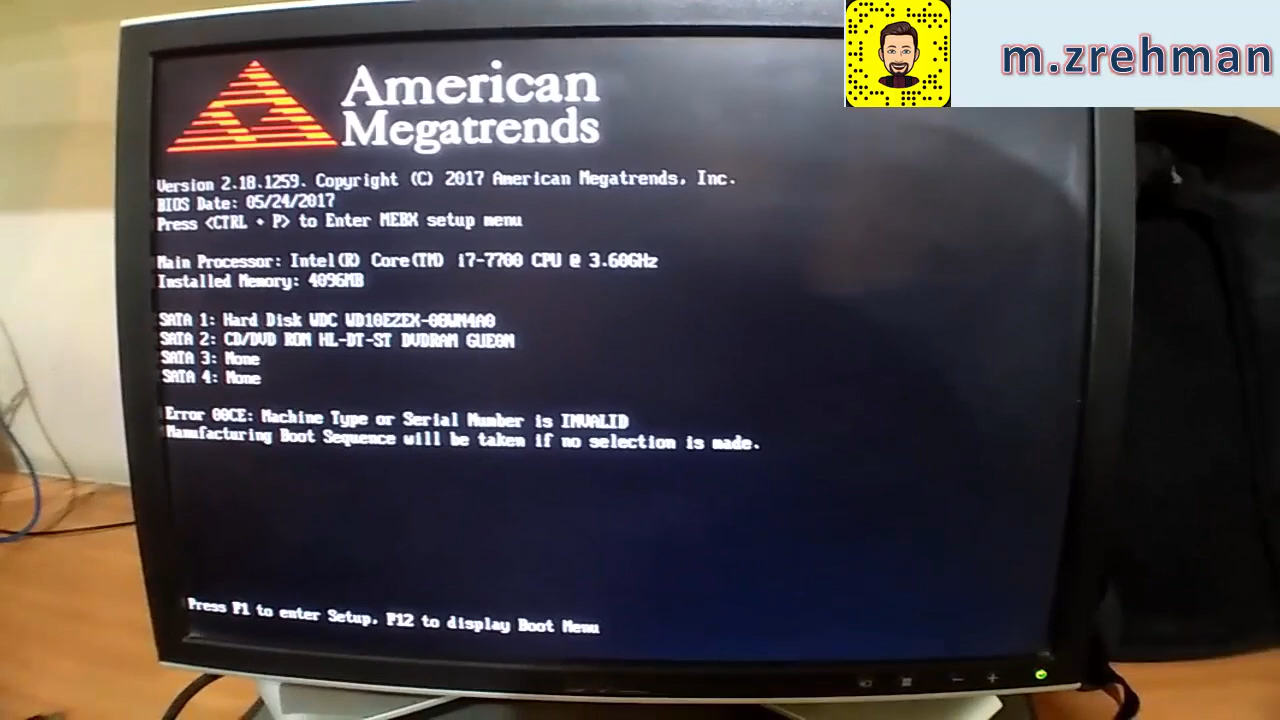 m.zrehman
American
Megatrends
Version 2.18.1259. Copyright (C) 2017 American Megatrends, Inc.
BIOS Date: 05/24/2017
Press <CTRL + P> to Enter MEBX setup menu
Main Processor: Intel(R) Core(TM) i7-7700 CPU @ 3.60GHz
Installed Memory: 4096MB
SATA 1: Hard Disk WDC WD10EZEX-08WM4A0
SATA 2: CD/DVD ROM HL-DT-ST DVDRAM GUE0N
SATA 3: None
SATA 4: None
Error 00CE: Machine Type or Serial Number is INVALID
Manufacturing Boot Sequence will be taken if no selection is made.
Press F1 to enter Setup, F12 to display Boot Menu